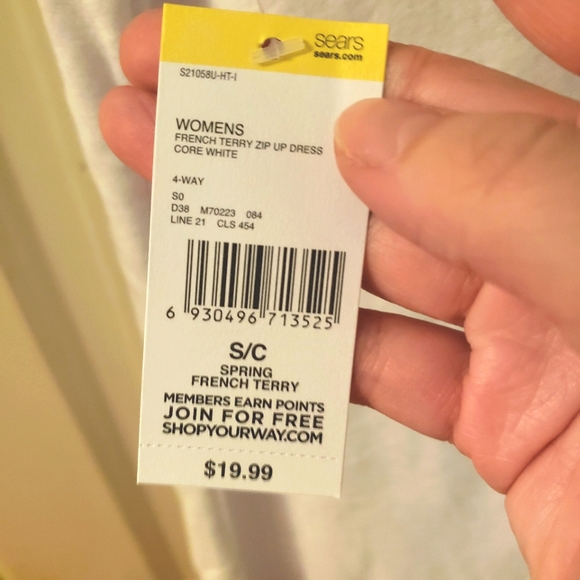 sears
sears.com
S21058U-HT-I
WOMENS
FRENCH TERRY ZIP UP DRESS
CORE WHITE
4-WAY
S0
D38 M70223 084
LINE 21 CLS 454
6 930496 713525
S/C
SPRING
FRENCH TERRY
MEMBERS EARN POINTS
JOIN FOR FREE
SHOPYOURWAY.COM
$19.99